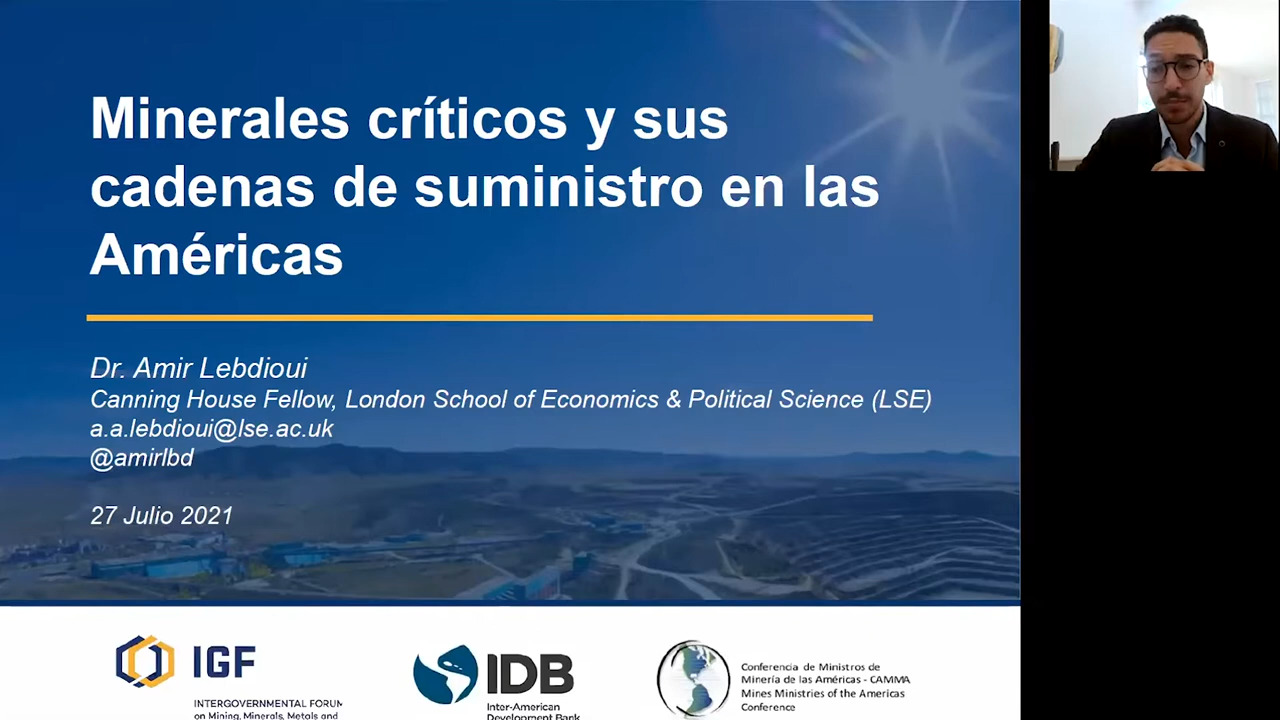 Minerales críticos y sus
cadenas de suministro en las
Américas
Dr. Amir Lebdioui
Canning House Fellow, London School of Economics & Political Science (LSE)
a.a.lebdioui@lse.ac.uk
@amirlbd
27 Julio 2021
IGF
INTERGOVERNMENTAL FORUM
on Mining, Minerals, Metals and
IDB
Inter-American
Development Bank
Conferencia de Ministros de
Minería de las Américas - CAMMA
Mines Ministries of the Americas
Conference